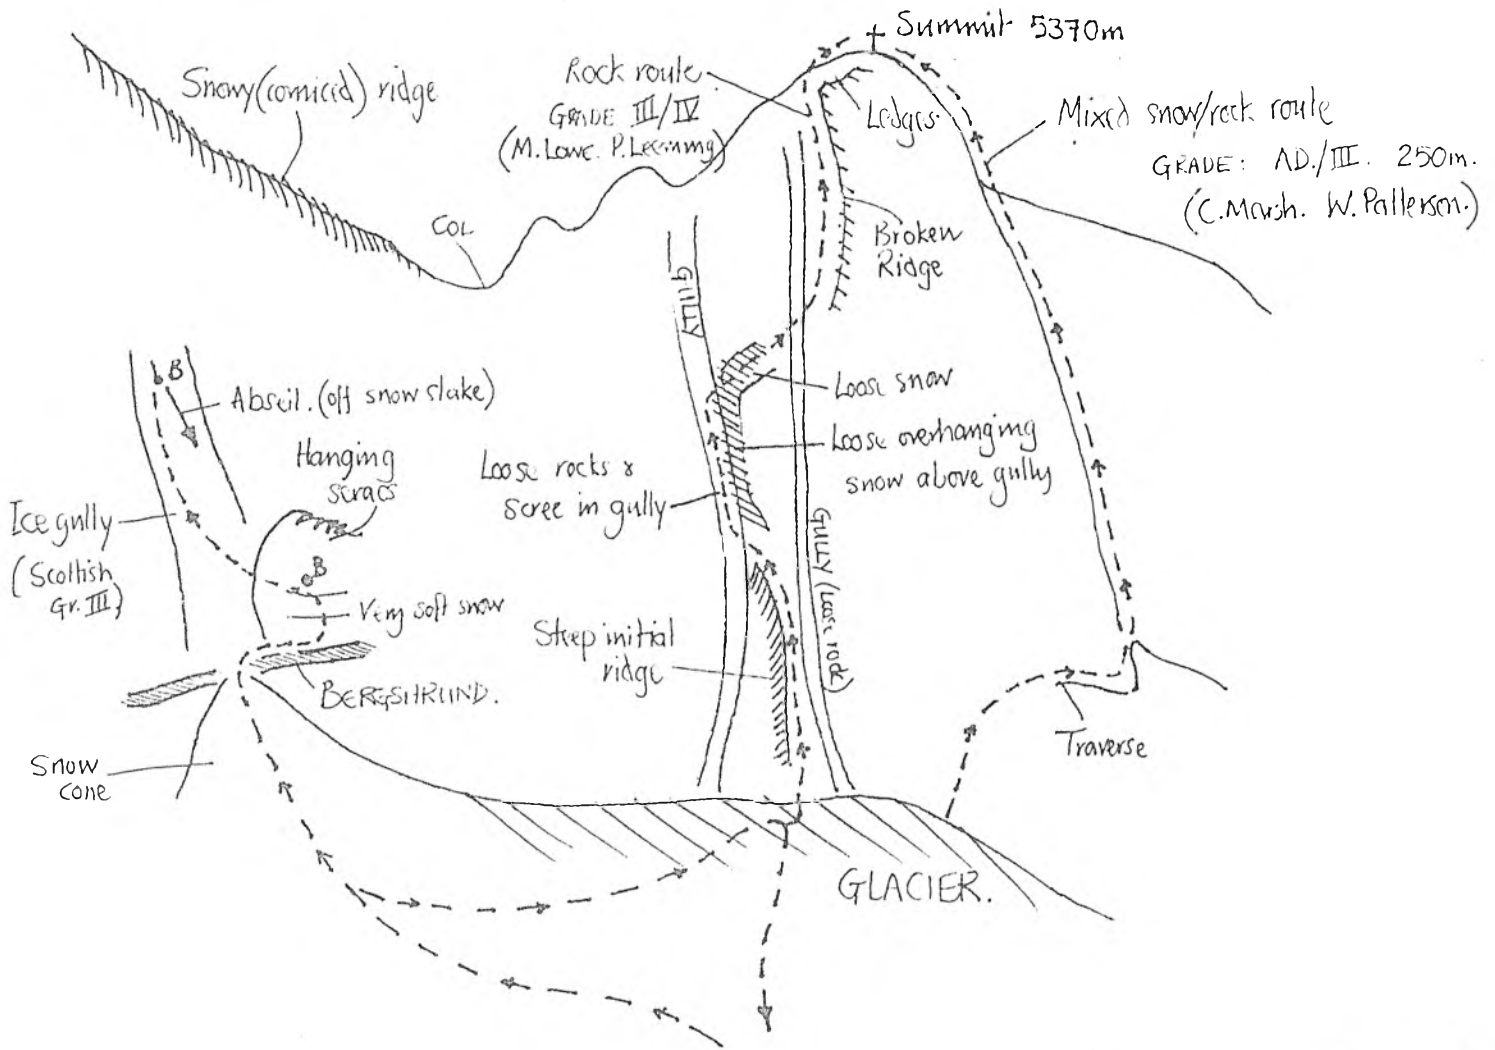 Summit 5370m
Snowy (corniced) ridge
Rock route
GRADE III/IV
(M. Lowe. P. Leeming)
Ledges.
Mixed snow/rock route
GRADE: AD./III. 250m.
(C. Marsh. W. Patterson.)
COL
Broken
Ridge
GULLY
B
Abseil. (off snow stake)
Loose snow
Hanging
seracs
Loose rocks &
scree in gully
Loose overhanging
snow above gully
Ice gully
(Scottish
Gr. III)
GULLY (Loose rock)
B
Very soft snow
Steep initial
ridge
BERGSHRUND.
Traverse
Snow
cone
GLACIER.